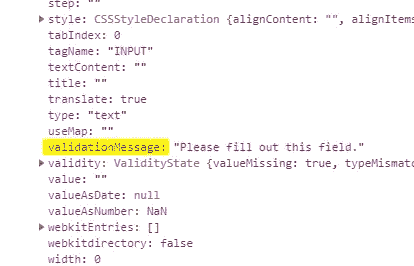 step: ""
style: CSSStyleDeclaration {alignContent: "", alignItems
tabIndex: 0
tagName: "INPUT"
textContent: ""
title: ""
translate: true
type: "text"
useMap: ""
validationMessage: "Please fill out this field."
validity: ValidityState {valueMissing: true, typeMismatc
value: ""
valueAsDate: null
valueAsNumber: NaN
webkitEntries: []
webkitdirectory: false
width: 0